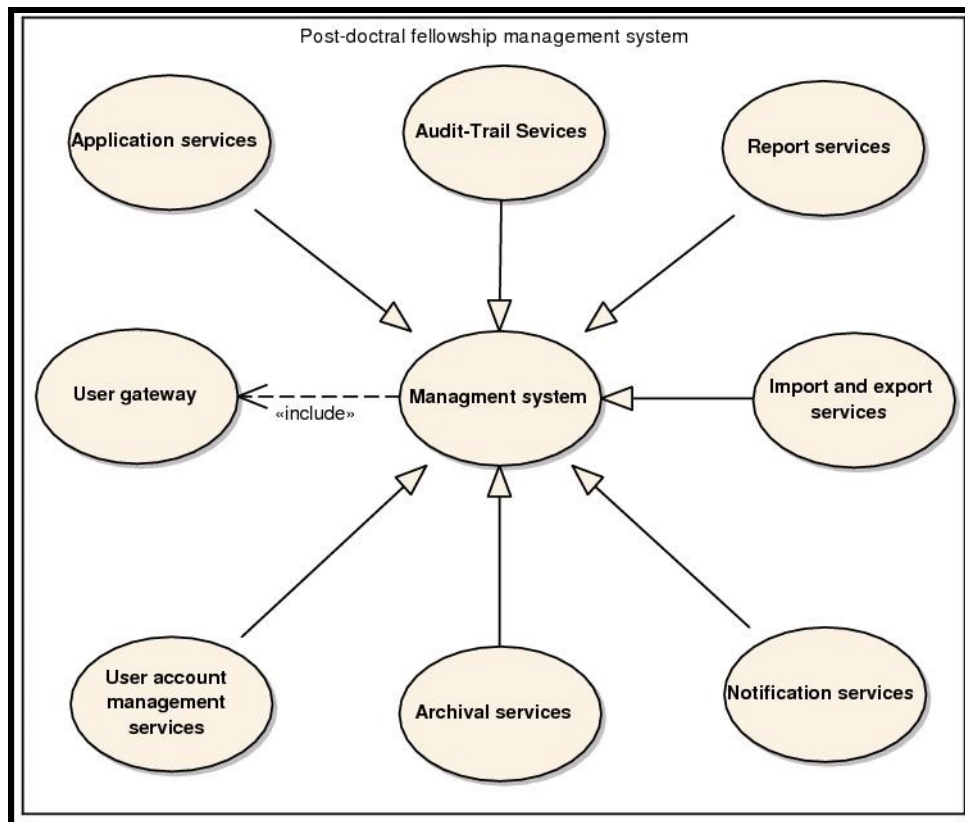 Post-doctral fellowship management system
Application services
Audit-Trail Sevices
Report services
User gateway
«include»
Managment system
Import and export
services
User account
management
services
Archival services
Notification services